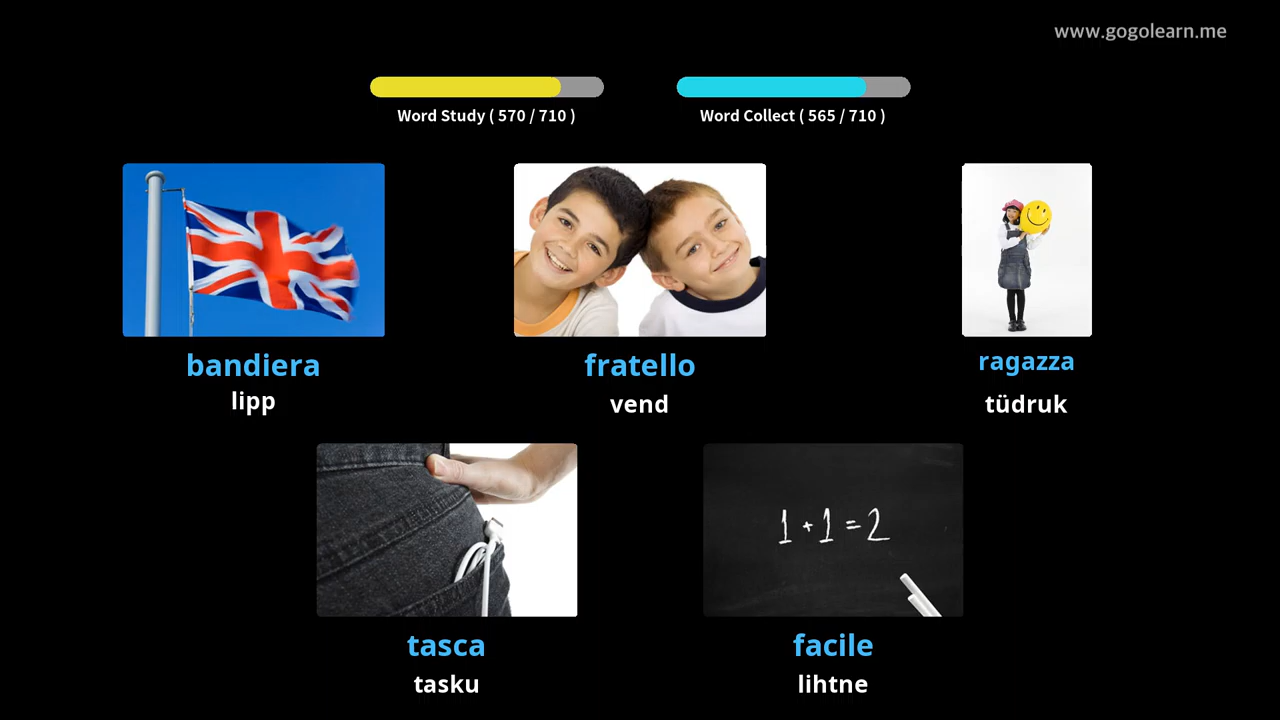 www.gogolearn.me
Word Study ( 570 / 710 )
Word Collect ( 565 / 710 )
bandiera
lipp
fratello
vend
ragazza
tüdruk
1 + 1 = 2
tasca
tasku
facile
lihtne